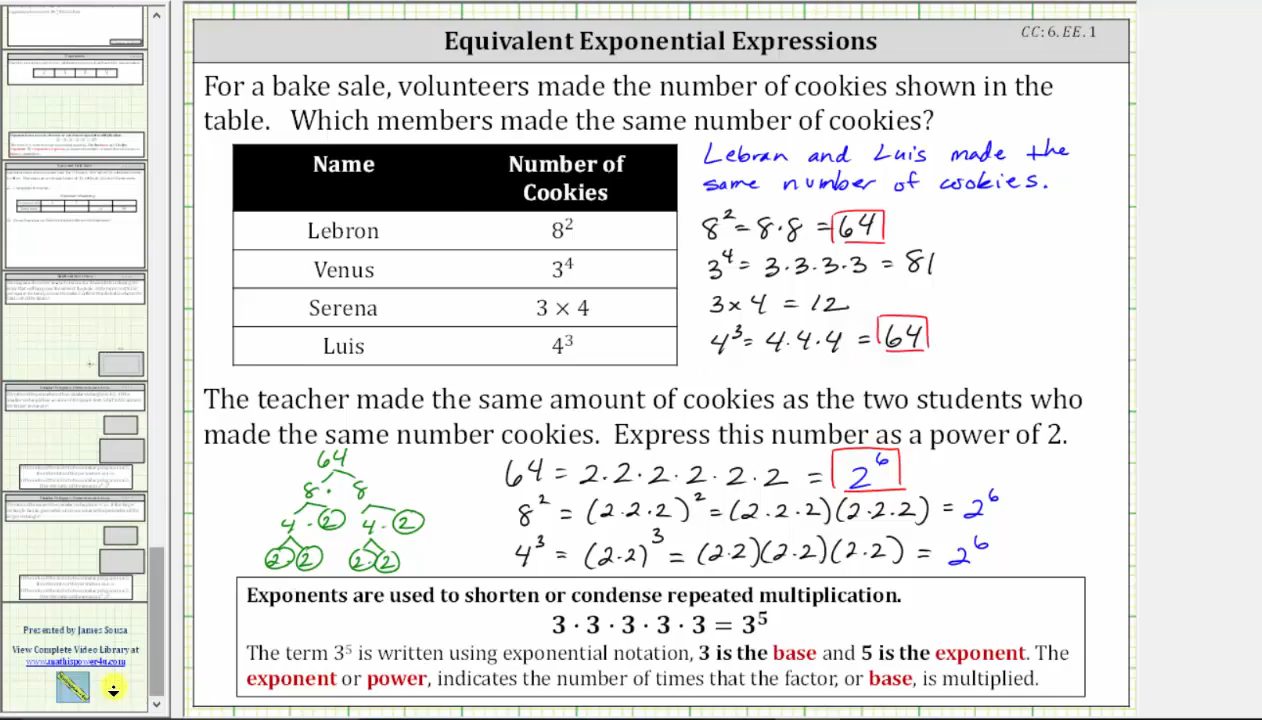 Equivalent Exponential Expressions
CC: 6.EE.1
For a bake sale, volunteers made the number of cookies shown in the
table. Which members made the same number of cookies?
Name Number of Cookies
Lebron 8²
Venus 3⁴
Serena 3 × 4
Luis 4³
Lebran and Luis made the
same number of cookies.
8² = 8·8 = 64
3⁴ = 3·3·3·3 = 81
3×4 = 12
4³ = 4·4·4 = 64
The teacher made the same amount of cookies as the two students who
made the same number cookies. Express this number as a power of 2.
64
8 · 8
4 · 2 4 · 2
2 · 2 2 · 2
64 = 2·2·2·2·2·2 = 2⁶
8² = (2·2·2)² = (2·2·2)(2·2·2) = 2⁶
4³ = (2·2)³ = (2·2)(2·2)(2·2) = 2⁶
Exponents are used to shorten or condense repeated multiplication.
3 · 3 · 3 · 3 · 3 = 3⁵
The term 3⁵ is written using exponential notation, 3 is the base and 5 is the exponent. The
exponent or power, indicates the number of times that the factor, or base, is multiplied.
Presented by James Sousa
View Complete Video Library at
www.mathispower4u.com